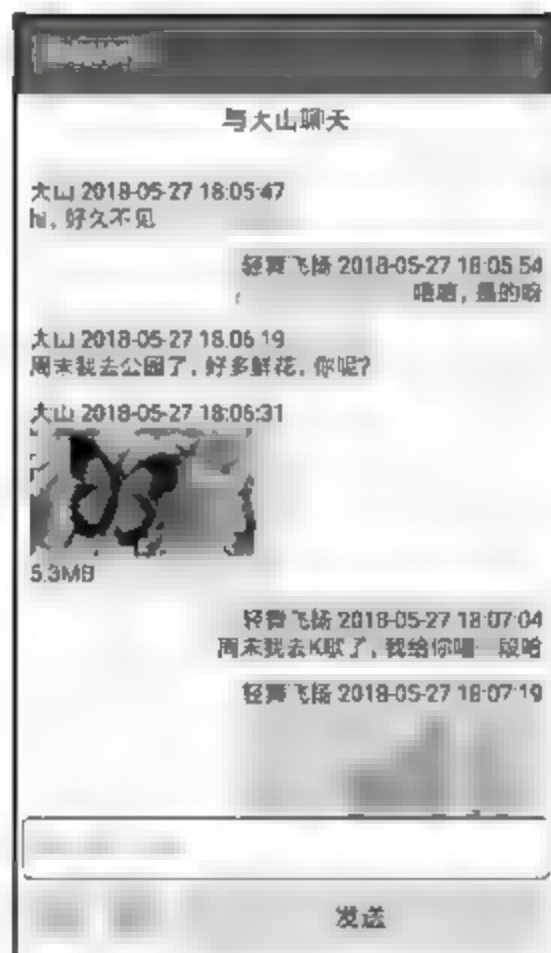 与大山聊天
大山 2018-05-27 18:05:47
hi, 好久不见
轻舞飞扬 2018-05-27 18:05:54
嘻嘻, 是的呀
大山 2018-05-27 18:06:19
周末我去公园了, 好多鲜花, 你呢?
大山 2018-05-27 18:06:31
5.3MB
轻舞飞扬 2018-05-27 18:07:04
周末我去K歌了, 我给你唱一段哈
轻舞飞扬 2018-05-27 18:07:19
发送